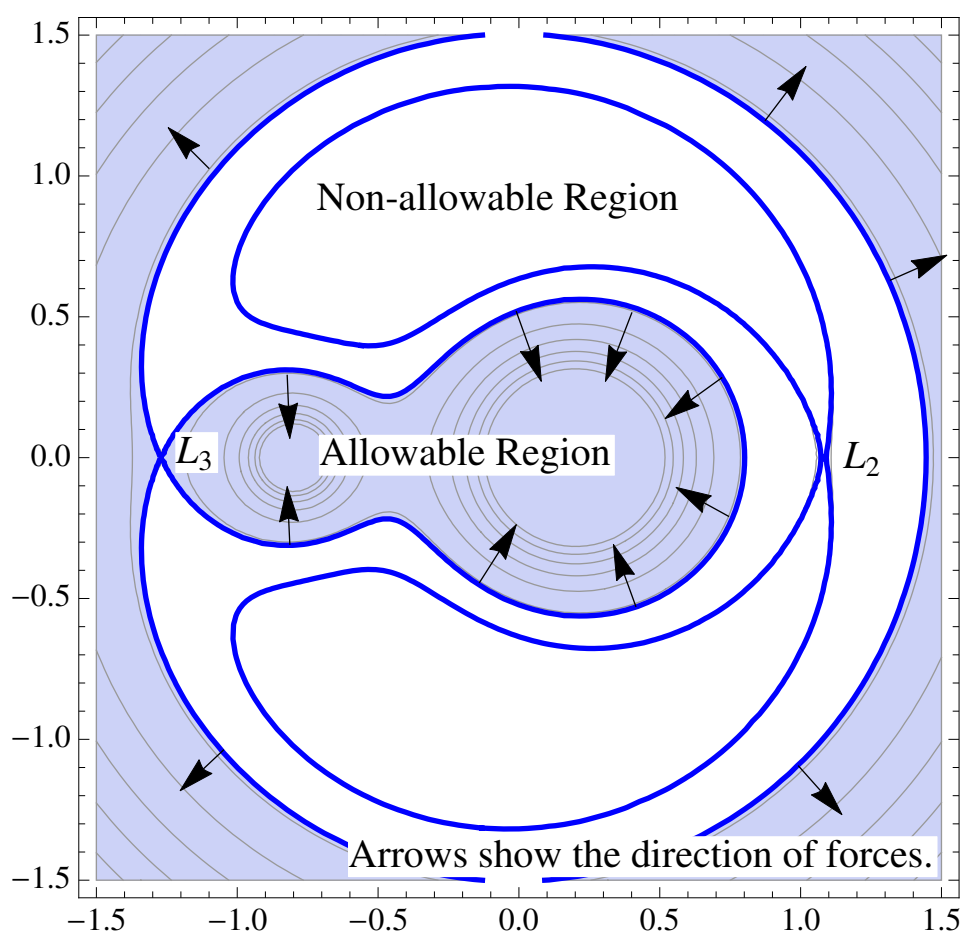 1.5
Non-allowable Region
1.0
0.5
0.0
L3
Allowable Region
L2
−0.5
−1.0
Arrows show the direction of forces.
−1.5
−1.5 −1.0 −0.5 0.0 0.5 1.0 1.5